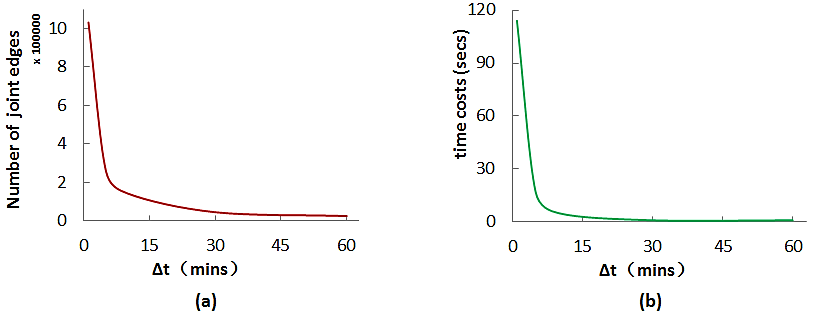 Number of joint edges
x 100000
10
8
6
4
2
0
0 15 30 45 60
Δt（mins）
(a)
time costs (secs)
120
90
60
30
0
0 15 30 45 60
Δt（mins）
(b)